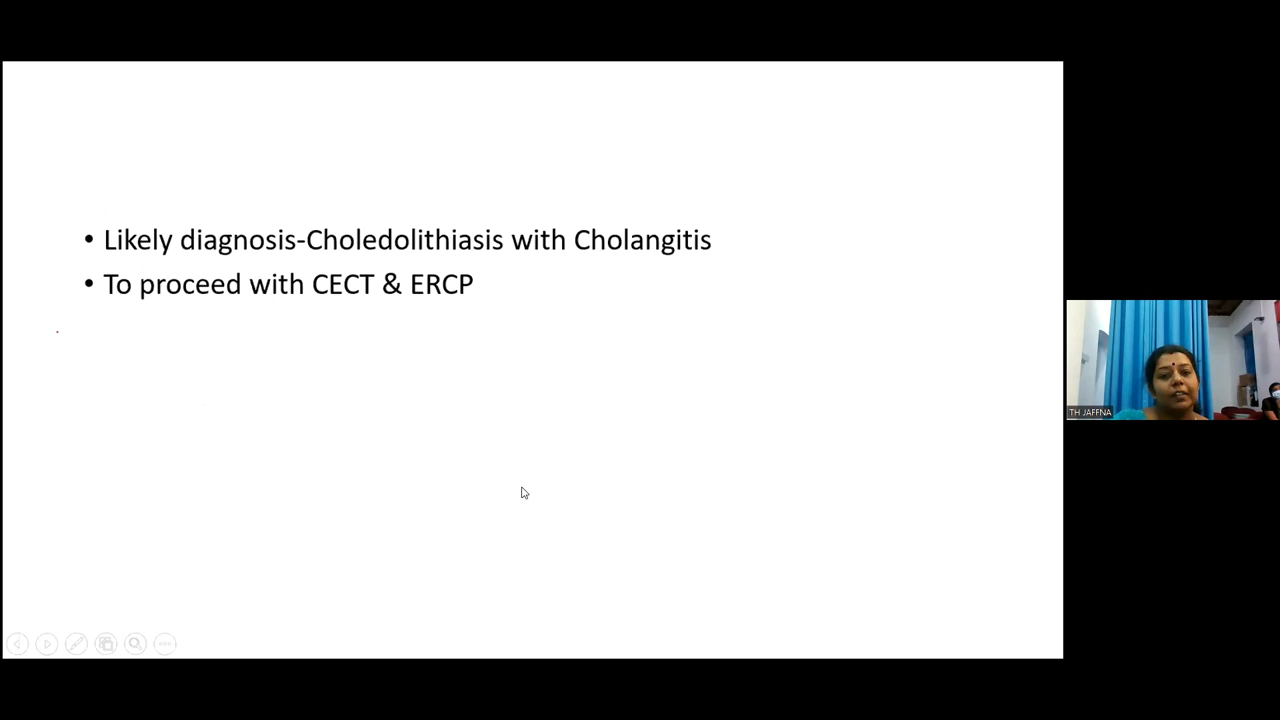 • Likely diagnosis-Choledolithiasis with Cholangitis
• To proceed with CECT & ERCP
TH JAFFNA